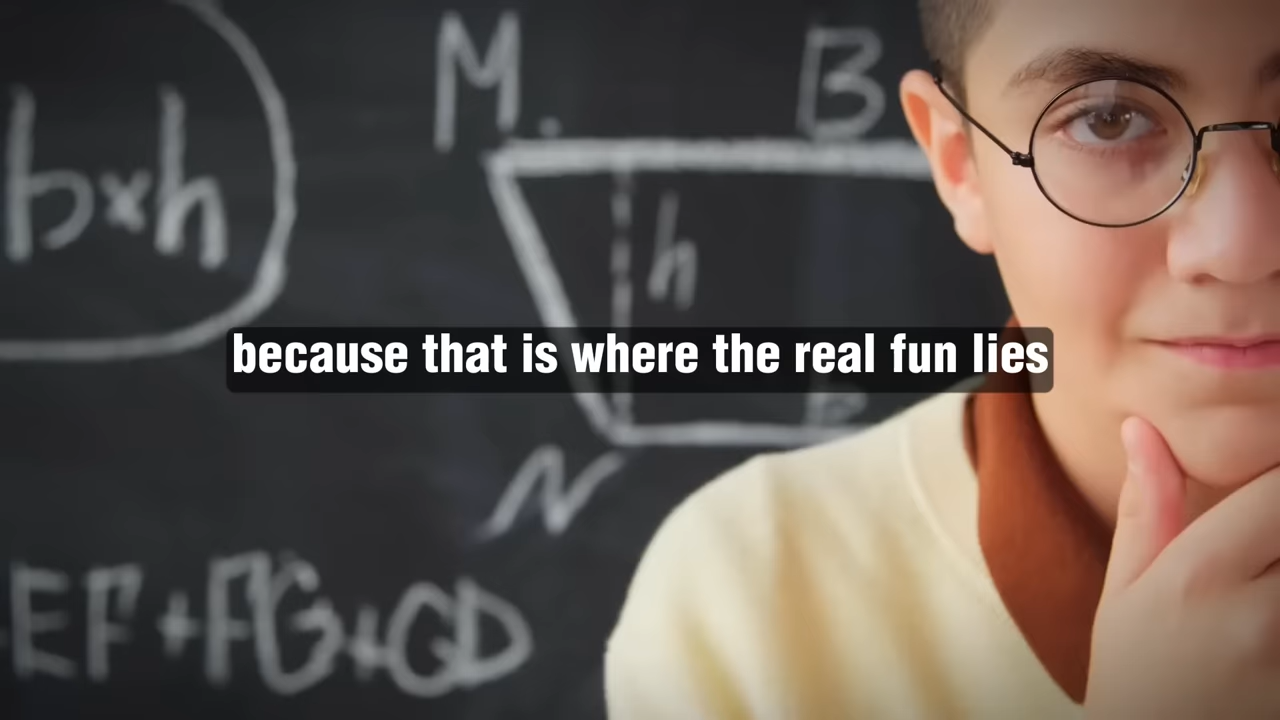 M. B
b×h
h
because that is where the real fun lies
b
N
EF+FG+GD